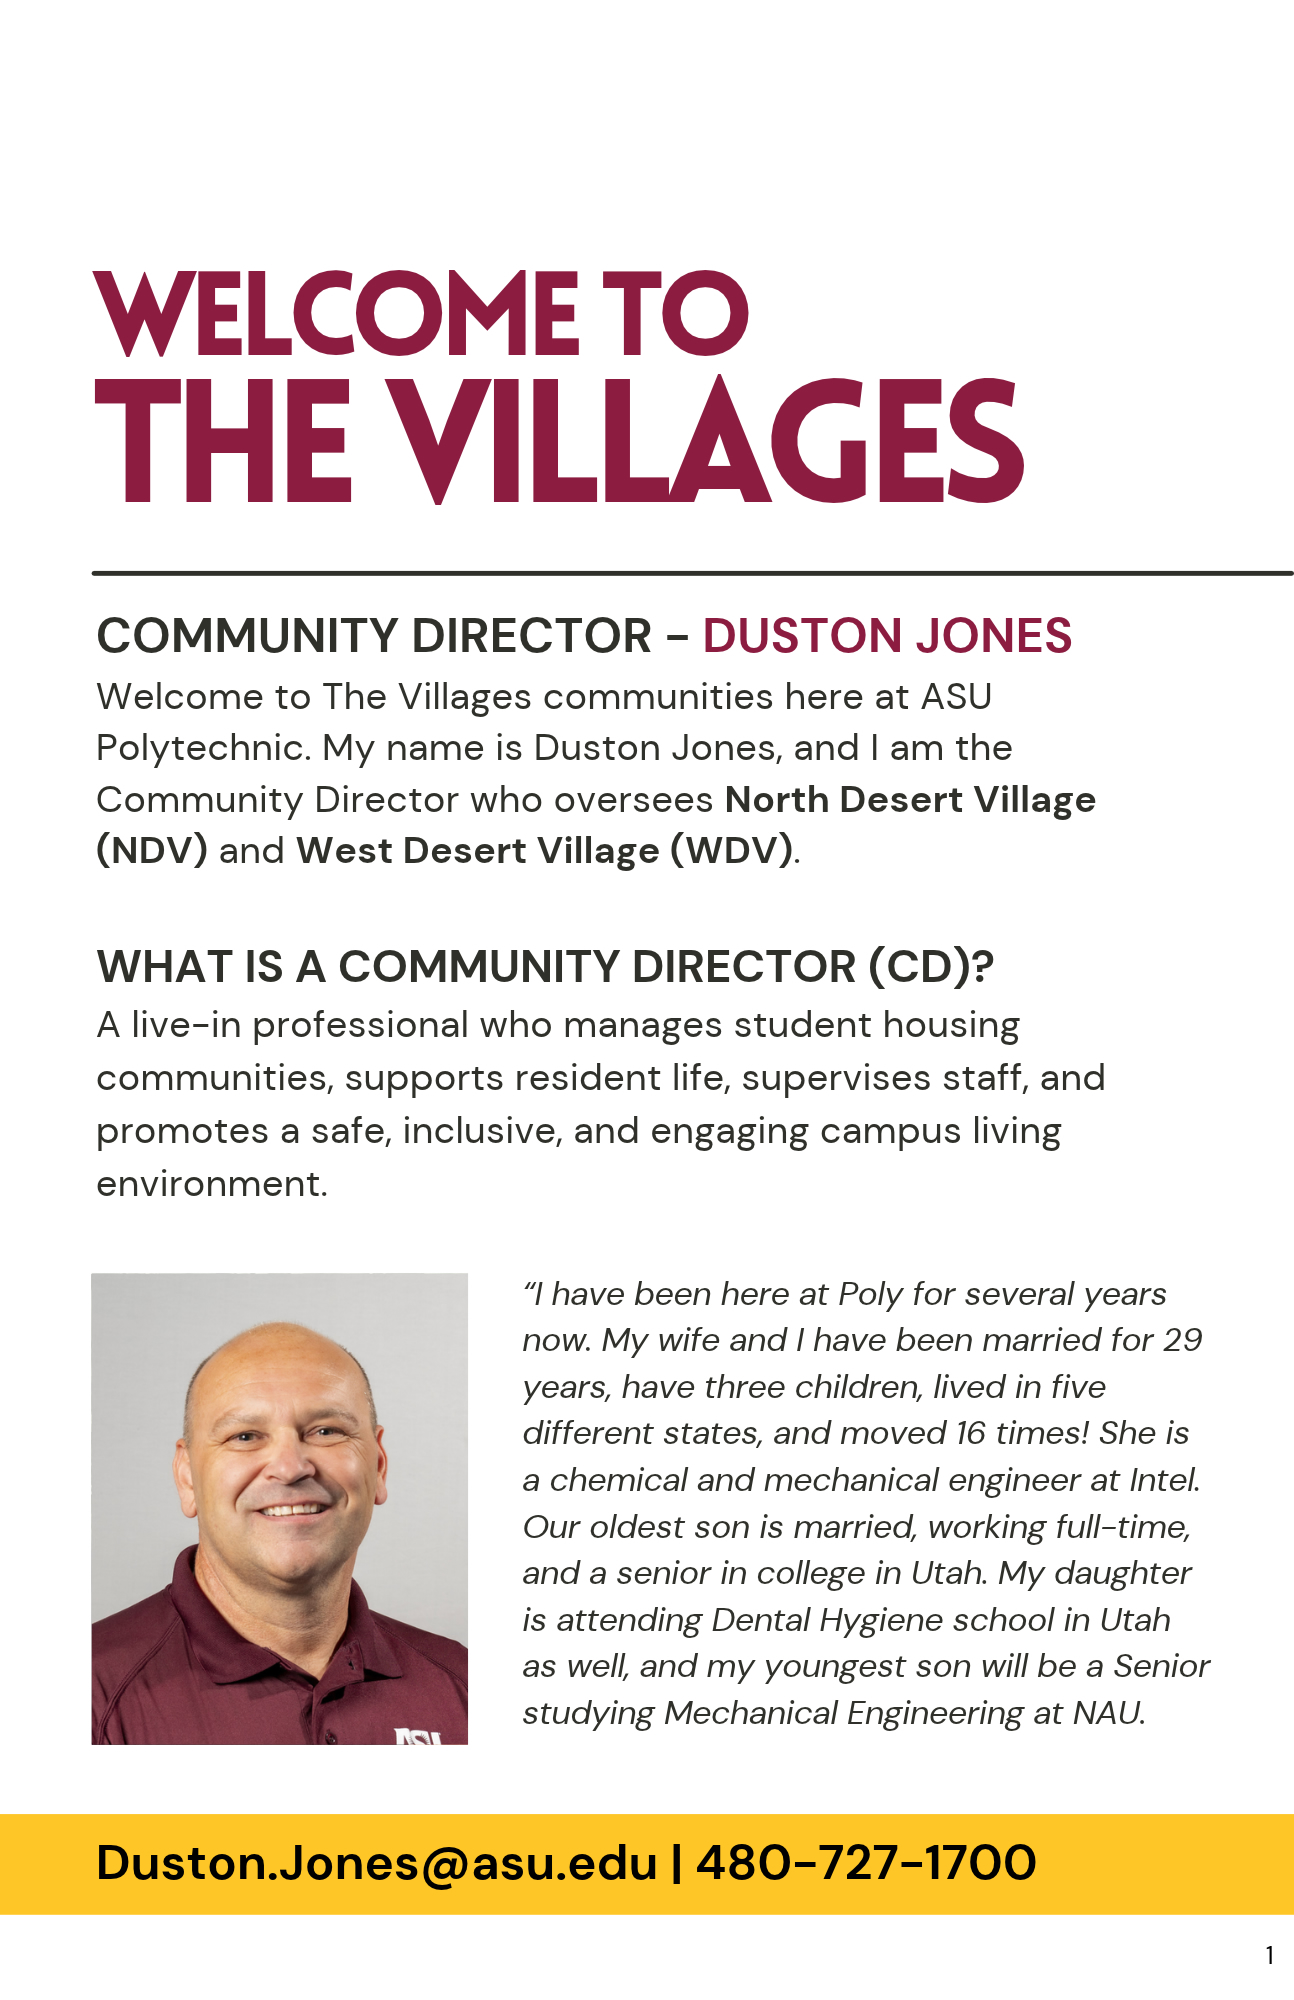 WELCOME TO
THE VILLAGES
COMMUNITY DIRECTOR – DUSTON JONES
Welcome to The Villages communities here at ASU
Polytechnic. My name is Duston Jones, and I am the
Community Director who oversees North Desert Village
(NDV) and West Desert Village (WDV).
WHAT IS A COMMUNITY DIRECTOR (CD)?
A live-in professional who manages student housing
communities, supports resident life, supervises staff, and
promotes a safe, inclusive, and engaging campus living
environment.
“I have been here at Poly for several years
now. My wife and I have been married for 29
years, have three children, lived in five
different states, and moved 16 times! She is
a chemical and mechanical engineer at Intel.
Our oldest son is married, working full-time,
and a senior in college in Utah. My daughter
is attending Dental Hygiene school in Utah
as well, and my youngest son will be a Senior
studying Mechanical Engineering at NAU.
ASU
Duston.Jones@asu.edu | 480-727-1700
1